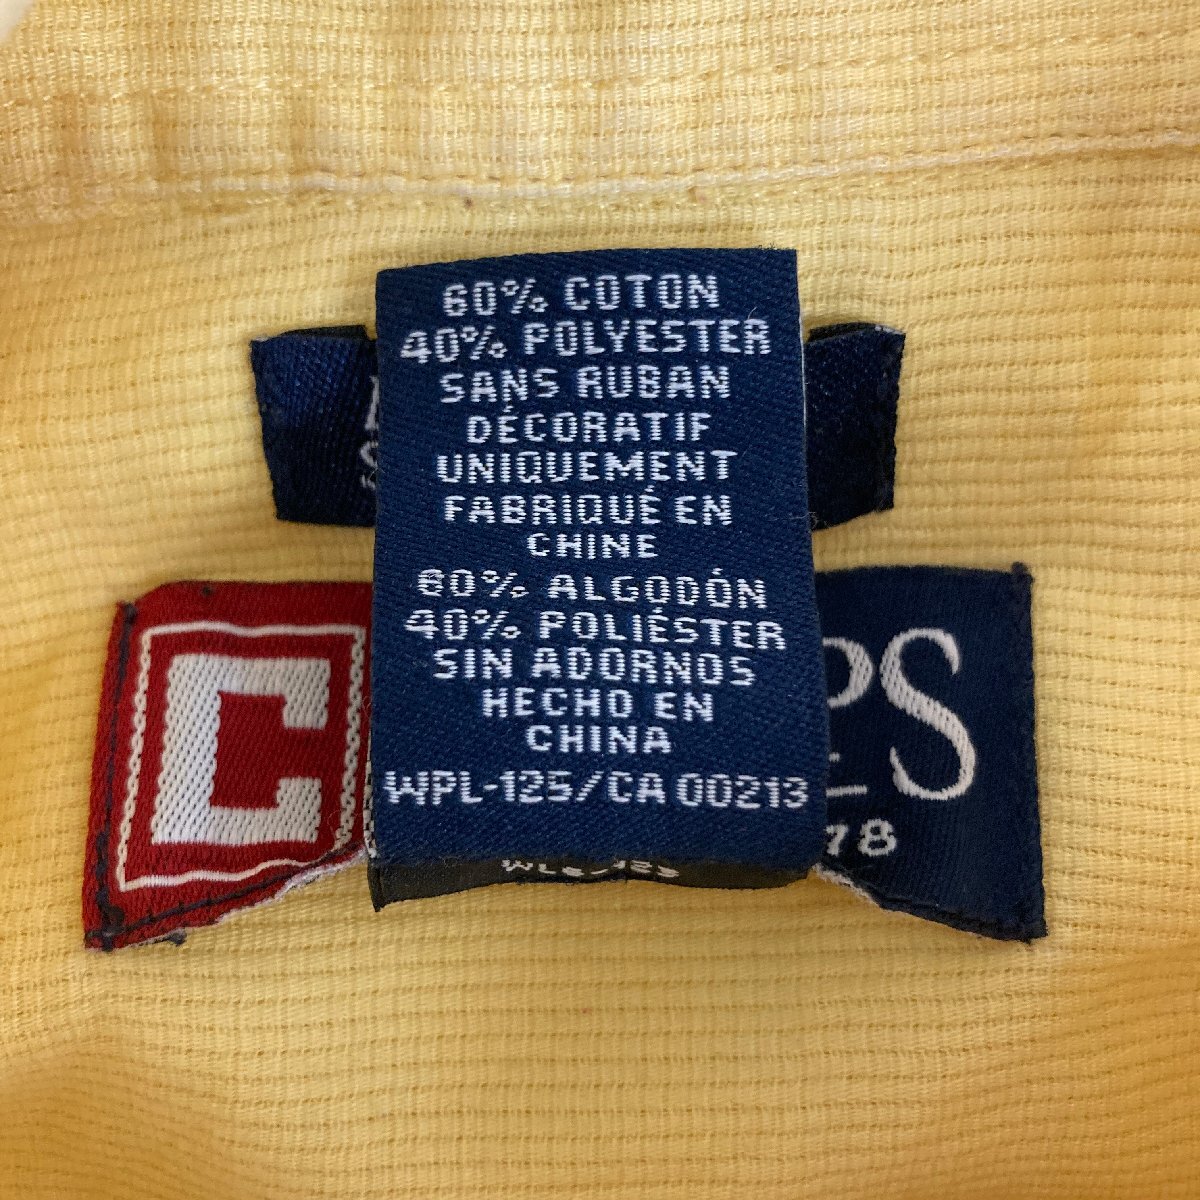 60% COTON
40% POLYESTER
SANS RUBAN
DÉCORATIF
UNIQUEMENT
FABRIQUÉ EN
CHINE
60% ALGODÓN
40% POLIÉSTER
SIN ADORNOS
HECHO EN
CHINA
WPL-125/CA 00213
C
PS
78